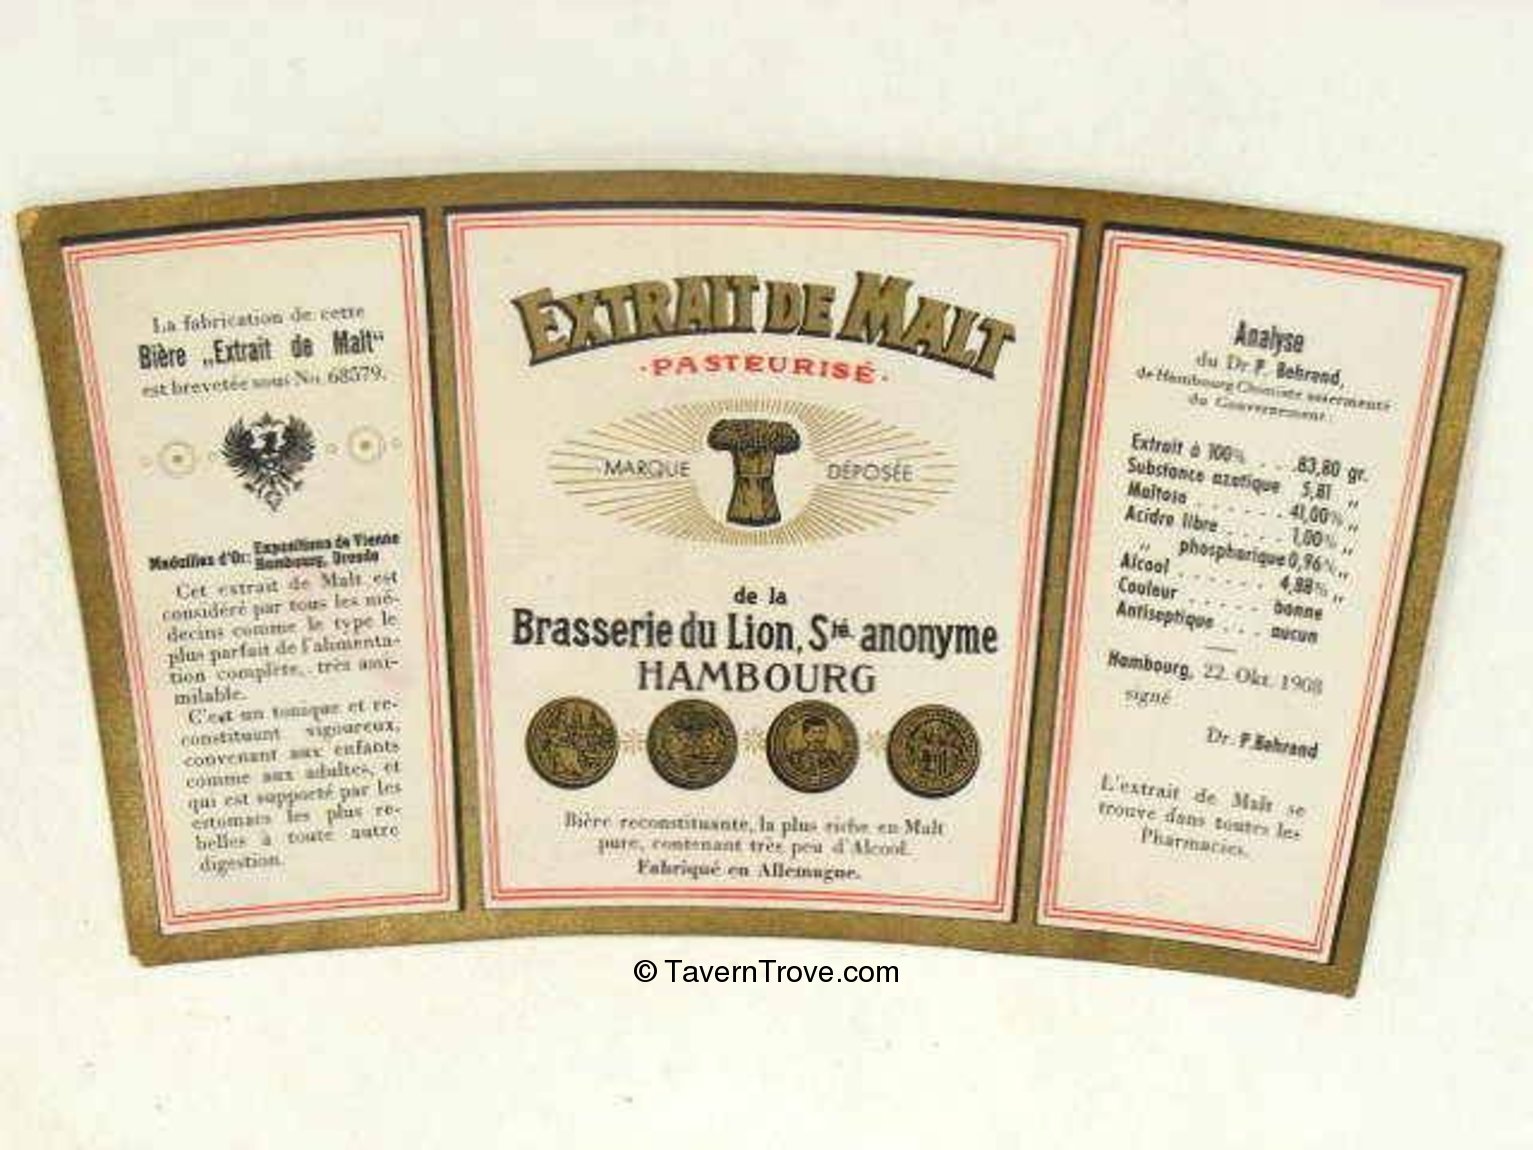 La fabrication de cette
Bière „Extrait de Malt“
est brevetée sous No. 68579.
Medailles d'Or: Expositions de Vienne
Hambourg, Dresde
Cet extrait de Malt est
considéré par tous les mé-
decins comme le type le
plus parfait de l'alimenta-
tion complète, très assi-
milable.
C'est un tonique et re-
constituant vigoureux,
convenant aux enfants
comme aux adultes, et
qui est supporté par les
estomacs les plus re-
belles à toute autre
digestion.
EXTRAIT DE MALT
·PASTEURISÉ·
MARQUE DÉPOSÉE
de la
Brasserie du Lion, Sté. anonyme
HAMBOURG
Bière reconstituante, la plus riche en Malt
pure, contenant très peu d'Alcool.
Fabriqué en Allemagne.
Analyse
du Dr. P. Behrend,
de Hambourg Chimiste assermenté
du Gouvernement.
Extrait à 100% . . . 83,80 gr.
Substance azotique 5,81 „
Maltose . . . . . . 41,00% „
Acidre libre . . . . . 1,00% „
„ phosphorique 0,96% „
Alcool . . . . . . 4,88% „
Couleur . . . . . bonne
Antiseptique . . . aucun
Hambourg, 22. Okt. 1908
signé
Dr. P. Behrend
L'extrait de Malt se
trouve dans toutes les
Pharmacies.
© TavernTrove.com